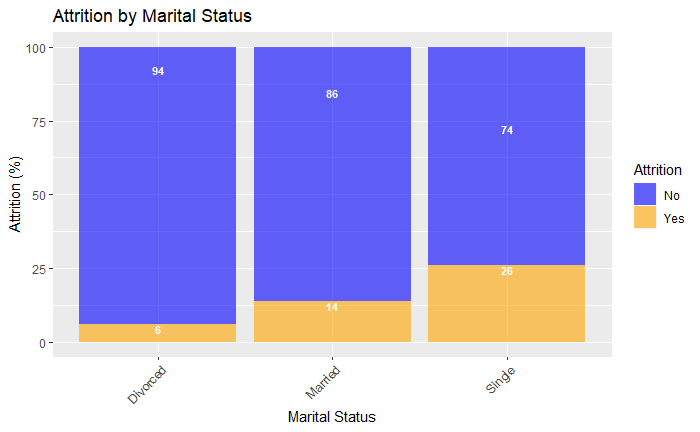 Attrition by Marital Status
100
75
50
25
0
Attrition (%)
94
86
74
6
14
26
Divorced
Married
Single
Marital Status
Attrition
No
Yes